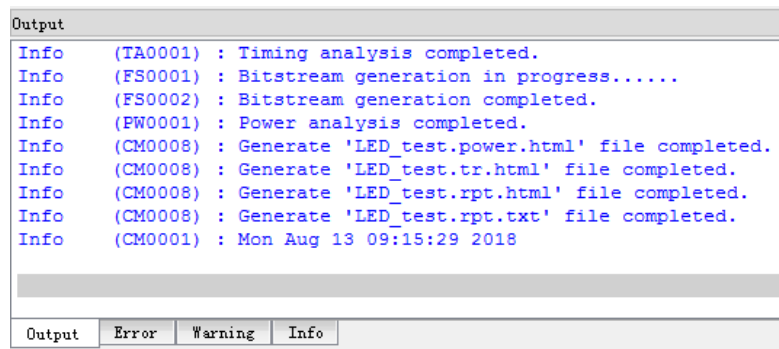 Output
Info (TA0001) : Timing analysis completed.
Info (FS0001) : Bitstream generation in progress......
Info (FS0002) : Bitstream generation completed.
Info (PW0001) : Power analysis completed.
Info (CM0008) : Generate 'LED_test.power.html' file completed.
Info (CM0008) : Generate 'LED_test.tr.html' file completed.
Info (CM0008) : Generate 'LED_test.rpt.html' file completed.
Info (CM0008) : Generate 'LED_test.rpt.txt' file completed.
Info (CM0001) : Mon Aug 13 09:15:29 2018
Output Error Warning Info